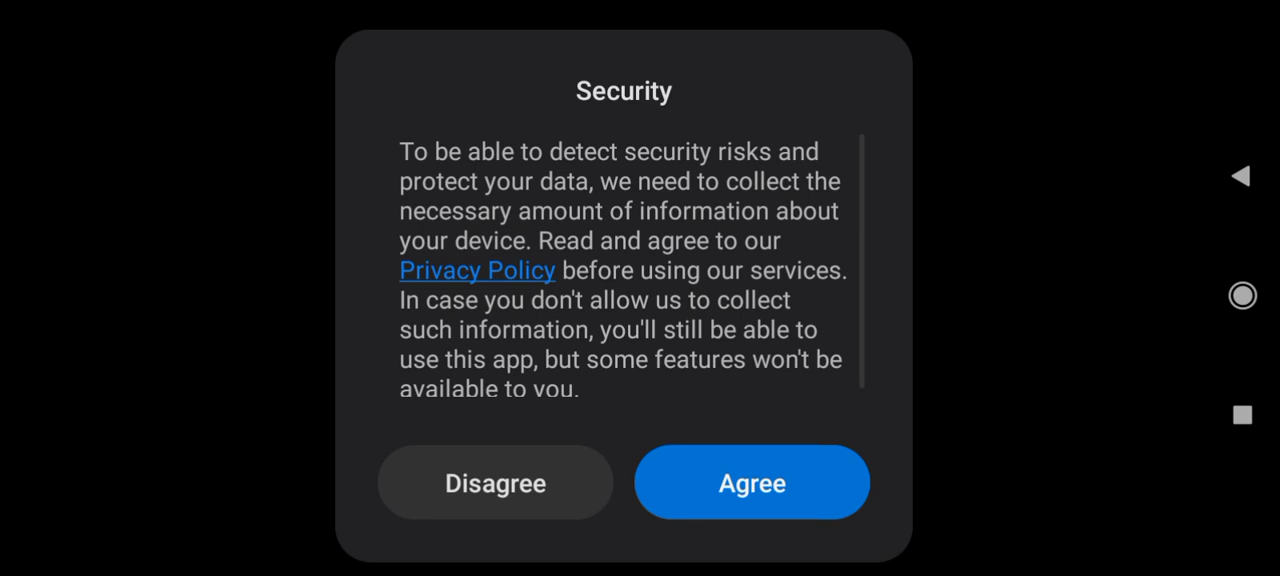 Security
To be able to detect security risks and
protect your data, we need to collect the
necessary amount of information about
your device. Read and agree to our
Privacy Policy before using our services.
In case you don't allow us to collect
such information, you'll still be able to
use this app, but some features won't be
available to you.
Disagree
Agree